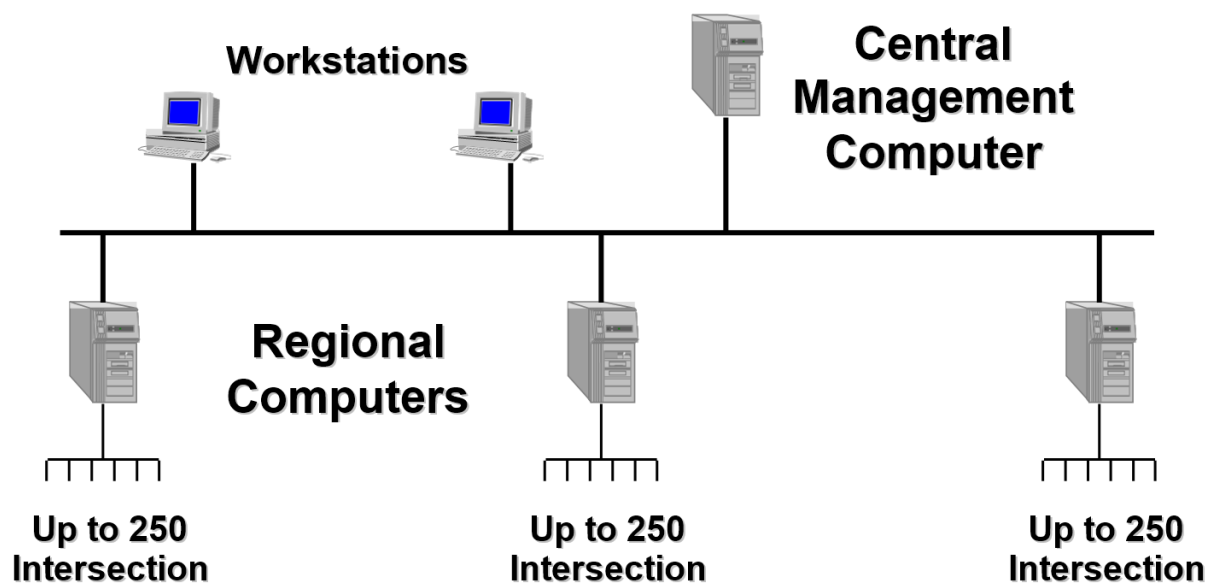 Workstations
Central
Management
Computer
Regional
Computers
Up to 250
Intersection
Up to 250
Intersection
Up to 250
Intersection